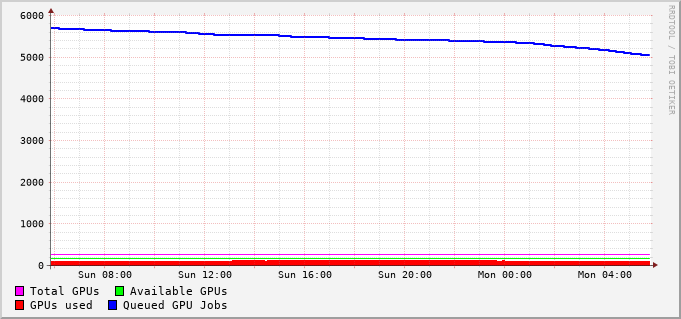 6000
5000
4000
3000
2000
1000
0
Sun 08:00 Sun 12:00 Sun 16:00 Sun 20:00 Mon 00:00 Mon 04:00
Total GPUs Available GPUs
GPUs used Queued GPU Jobs
RRDTOOL / TOBI OETIKER